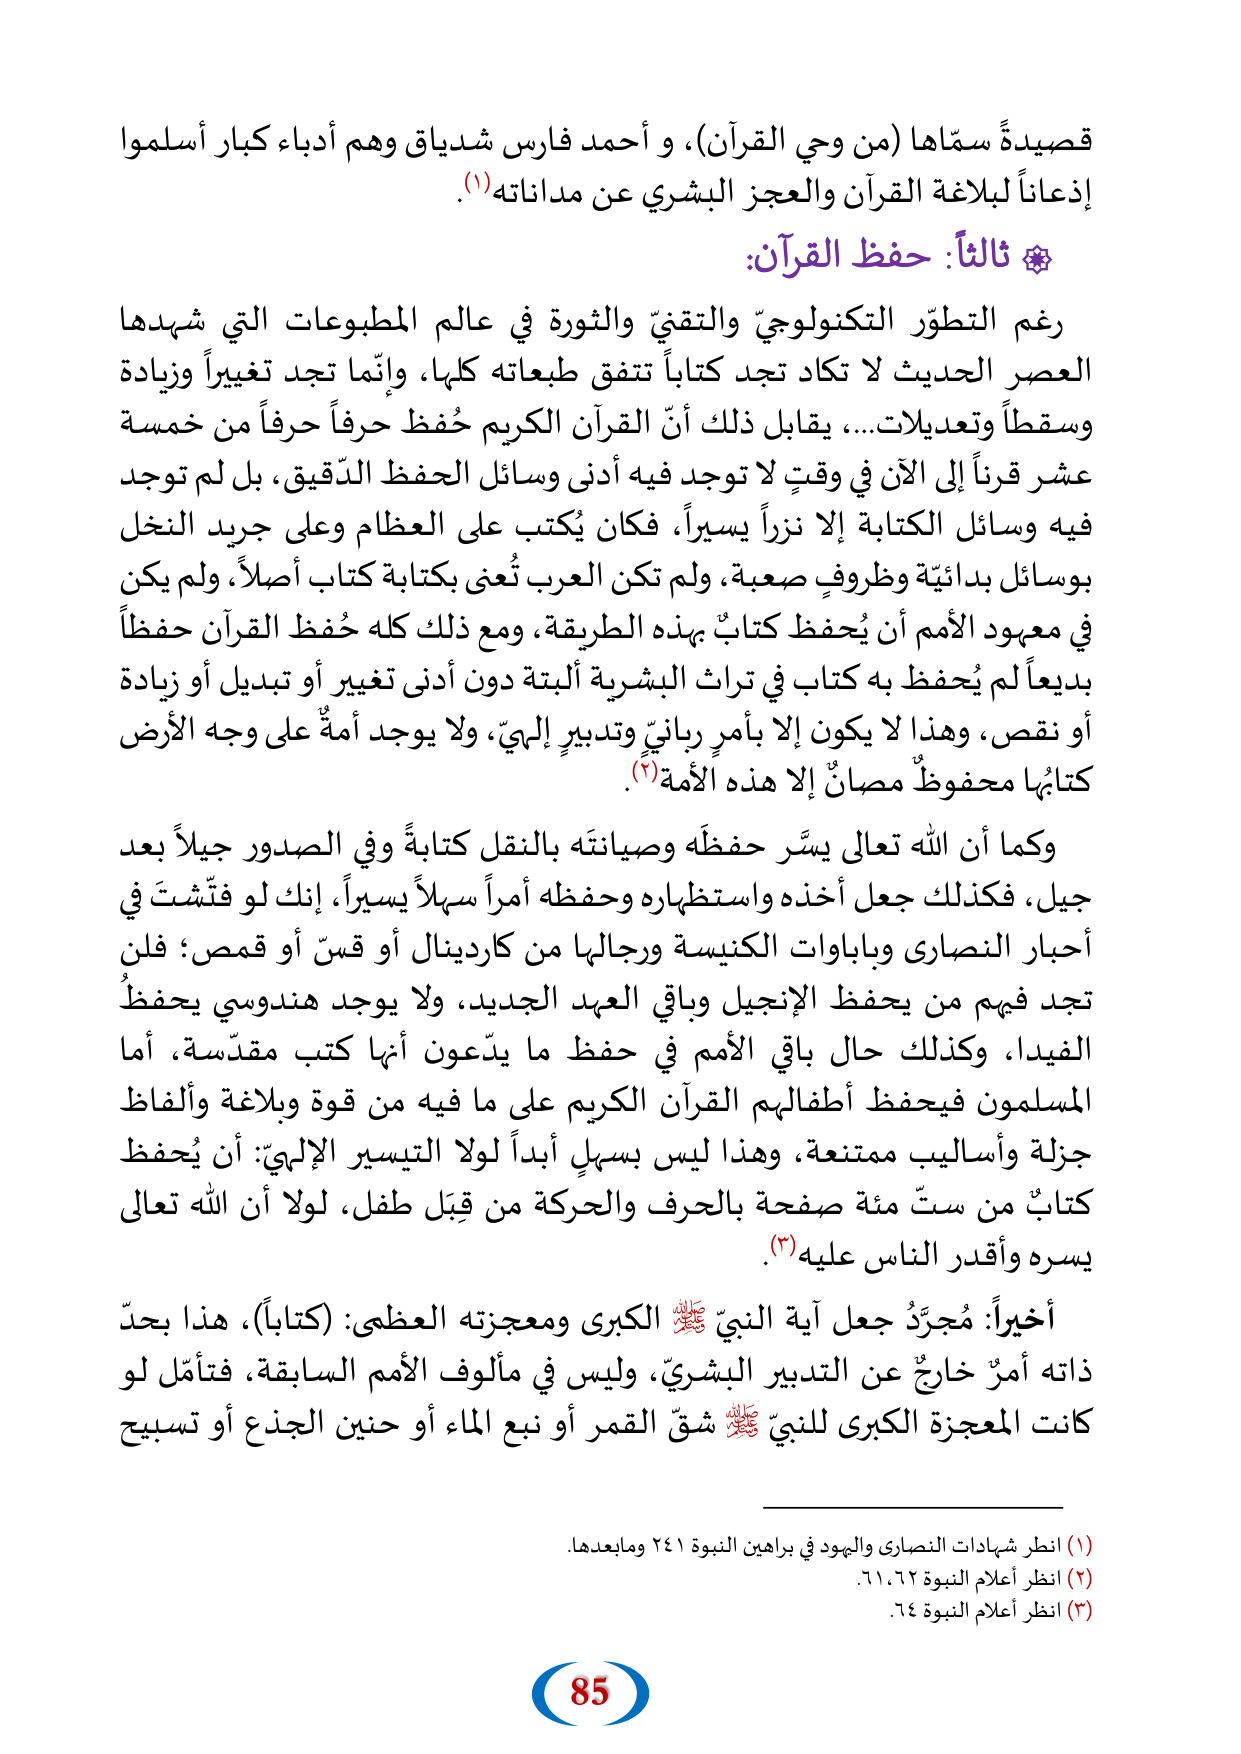 قصيدةً سمّاها (من وحي القرآن)، و أحمد فارس شدياق وهم أدباء كبار أسلموا
إذعاناً لبلاغة القرآن والعجز البشري عن مداناته(١).
۞ ثالثاً: حفظ القرآن:
رغم التطوّر التكنولوجيّ والتقنيّ والثورة في عالم المطبوعات التي شهدها
العصر الحديث لا تكاد تجد كتاباً تتفق طبعاته كلها، وإنّما تجد تغييراً وزيادة
وسقطاً وتعديلات...، يقابل ذلك أنّ القرآن الكريم حُفظ حرفاً حرفاً من خمسة
عشر قرناً إلى الآن في وقتٍ لا توجد فيه أدنى وسائل الحفظ الدّقيق، بل لم توجد
فيه وسائل الكتابة إلا نزراً يسيراً، فكان يُكتب على العظام وعلى جريد النخل
بوسائل بدائيّة وظروفٍ صعبة، ولم تكن العرب تُعنى بكتابة كتاب أصلاً، ولم يكن
في معهود الأمم أن يُحفظ كتابٌ بهذه الطريقة، ومع ذلك كله حُفظ القرآن حفظاً
بديعاً لم يُحفظ به كتاب في تراث البشرية ألبتة دون أدنى تغيير أو تبديل أو زيادة
أو نقص، وهذا لا يكون إلا بأمرٍ ربانيٍّ وتدبيرٍ إلهيّ، ولا يوجد أمةٌ على وجه الأرض
كتابُها محفوظٌ مصانٌ إلا هذه الأمة(٢).
وكما أن الله تعالى يسَّر حفظَه وصيانتَه بالنقل كتابةً وفي الصدور جيلاً بعد
جيل، فكذلك جعل أخذه واستظهاره وحفظه أمراً سهلاً يسيراً، إنك لو فتّشتَ في
أحبار النصارى وباباوات الكنيسة ورجالها من كاردينال أو قسّ أو قمص؛ فلن
تجد فيهم من يحفظ الإنجيل وباقي العهد الجديد، ولا يوجد هندوسي يحفظُ
الفيدا، وكذلك حال باقي الأمم في حفظ ما يدّعون أنها كتب مقدّسة، أما
المسلمون فيحفظ أطفالهم القرآن الكريم على ما فيه من قوة وبلاغة وألفاظ
جزلة وأساليب ممتنعة، وهذا ليس بسهلٍ أبداً لولا التيسير الإلهيّ: أن يُحفظ
كتابٌ من ستّ مئة صفحة بالحرف والحركة من قِبَل طفل، لولا أن الله تعالى
يسره وأقدر الناس عليه(٣).
أخيراً: مُجرَّدُ جعل آية النبيّ ﷺ الكبرى ومعجزته العظمى: (كتاباً)، هذا بحدّ
ذاته أمرٌ خارجٌ عن التدبير البشريّ، وليس في مألوف الأمم السابقة، فتأمّل لو
كانت المعجزة الكبرى للنبيّ ﷺ شقّ القمر أو نبع الماء أو حنين الجذع أو تسبيح
(١) انطر شهادات النصارى واليهود في براهين النبوة ٢٤١ ومابعدها.
(٢) انظر أعلام النبوة ٦١،٦٢.
(٣) انظر أعلام النبوة ٦٤.
85